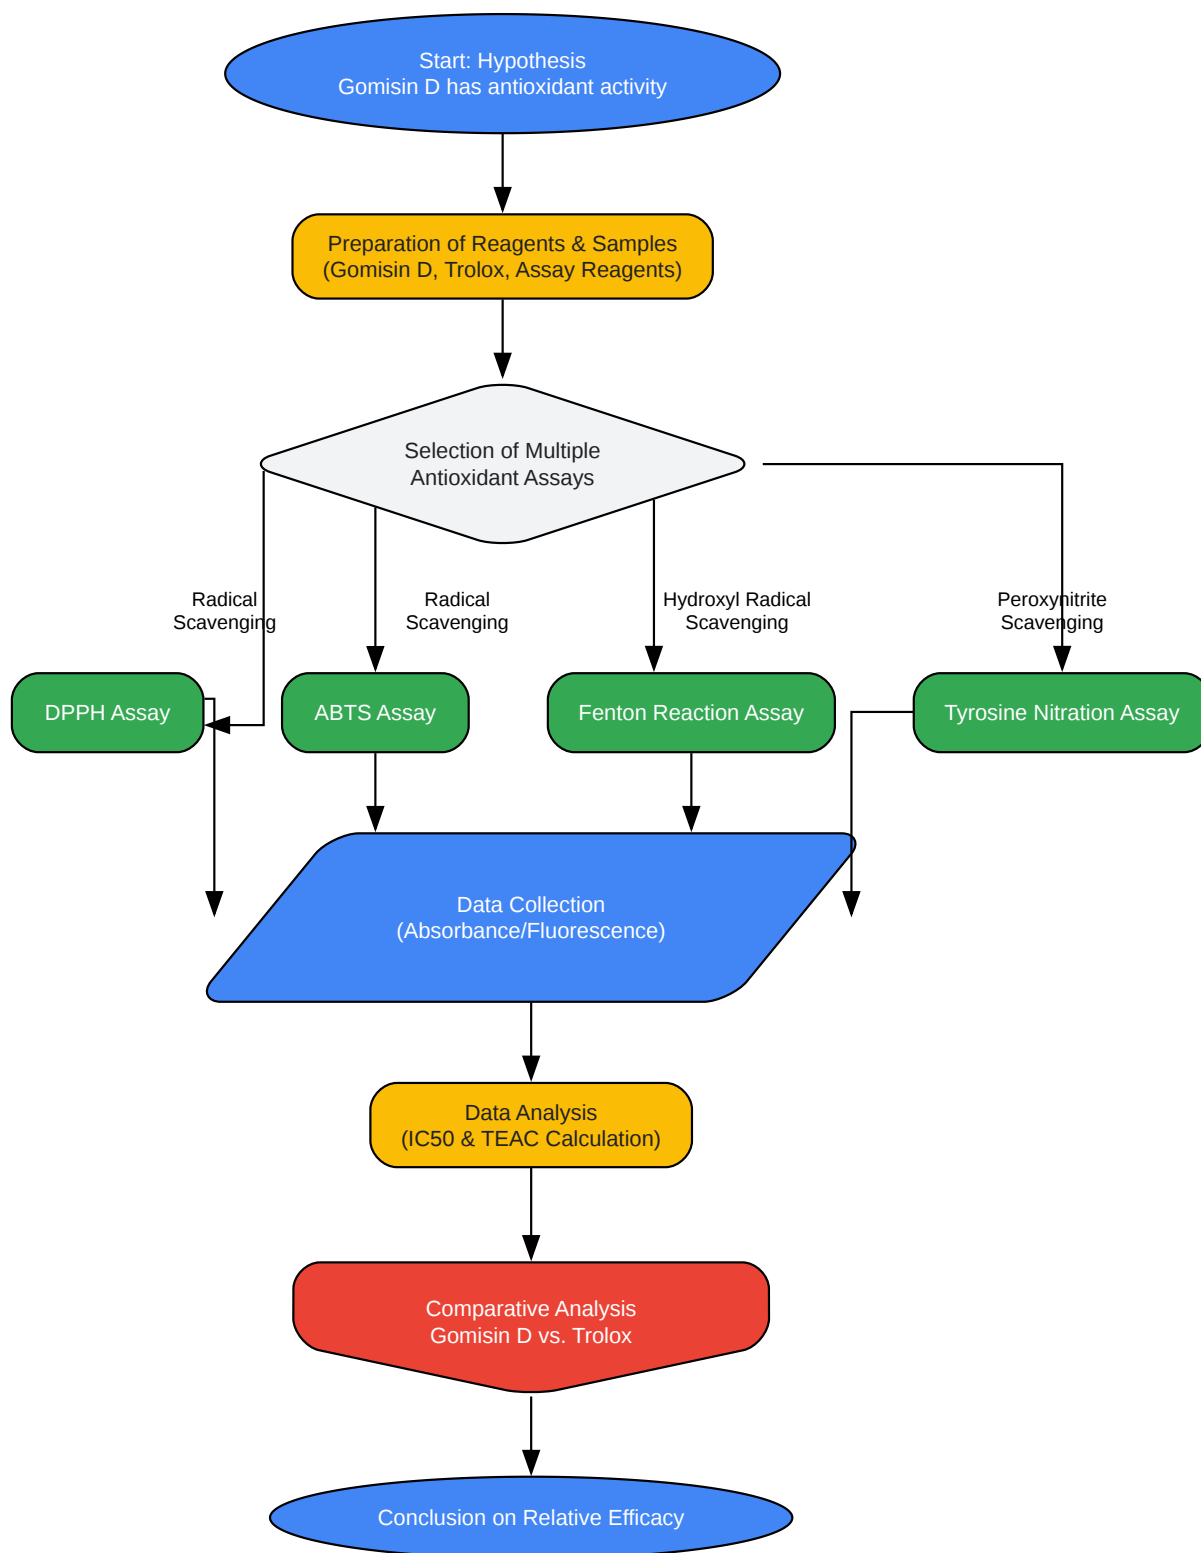 Start: Hypothesis
Gomisin D has antioxidant activity
Preparation of Reagents & Samples
(Gomisin D, Trolox, Assay Reagents)
Selection of Multiple
Antioxidant Assays
Radical
Scavenging
Radical
Scavenging
Hydroxyl Radical
Scavenging
Peroxynitrite
Scavenging
DPPH Assay
ABTS Assay
Fenton Reaction Assay
Tyrosine Nitration Assay
Data Collection
(Absorbance/Fluorescence)
Data Analysis
(IC50 & TEAC Calculation)
Comparative Analysis
Gomisin D vs. Trolox
Conclusion on Relative Efficacy